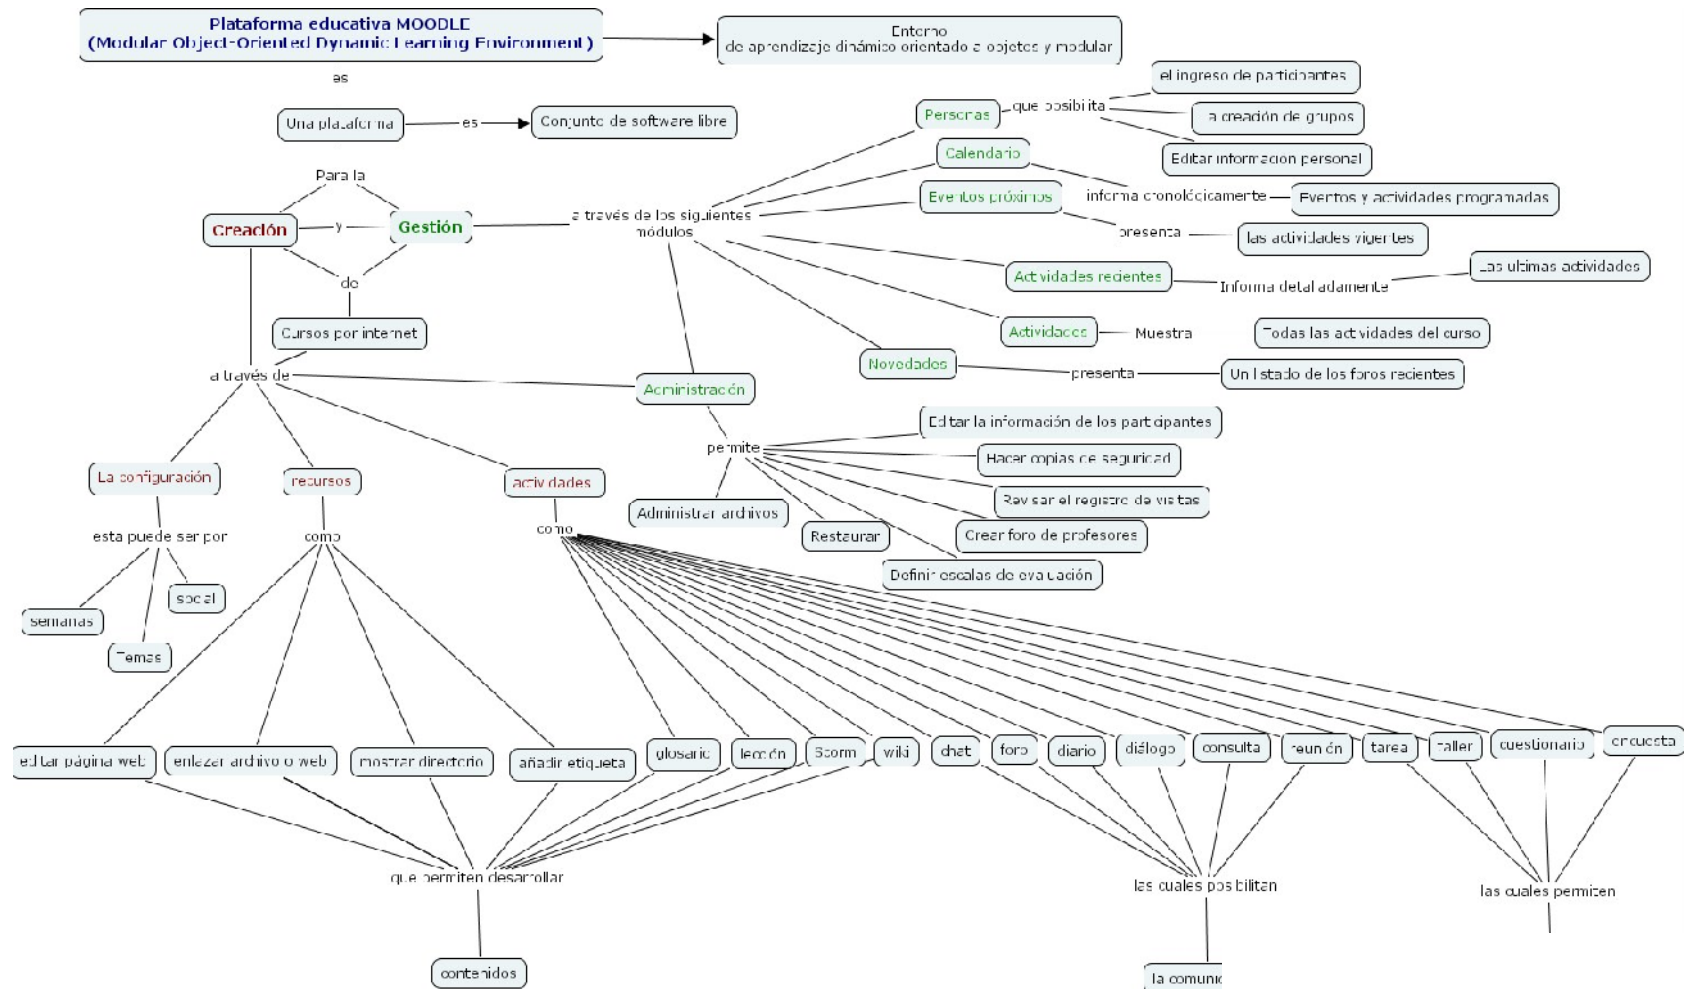 Plataforma educativa MOODLE
(Modular Object-Oriented Dynamic Learning Environment)
Entorno
de aprendizaje dinámico orientado a objetos y modular
es
Una plataforma
es
Conjunto de software libre
Para la
Creación
y
Gestión
de
Cursos por internet
a través de los siguientes
módulos
Personas
que posibilita
el ingreso de participantes
a creación de grupos
Editar información personal
Calendario
informa cronológicamente
Eventos y actividades programadas
Eventos próximos
presenta
las actividades vigentes
Actividades recientes
Informa detalladamente
Las ultimas actividades
Actividades
Muestra
Todas las actividades del curso
Novedades
presenta
Un listado de los foros recientes
a través de
Administración
permite
Editar la información de los participantes
Hacer copias de seguridad
Revisar el registro de visitas
Crear foro de profesores
Definir escalas de evaluación
Restaurar
Administrar archivos
La configuración
esta puede ser por
semanas
Temas
social
recursos
como
actividades
como
editar página web
enlazar archivo o web
mostrar directorio
añadir etiqueta
glosario
lección
Scorm
wiki
chat
foro
diario
diálogo
consulta
reunión
tarea
taller
cuestionario
encuesta
que permiten desarrollar
contenidos
las cuales posibilitan
la comunic
las cuales permiten